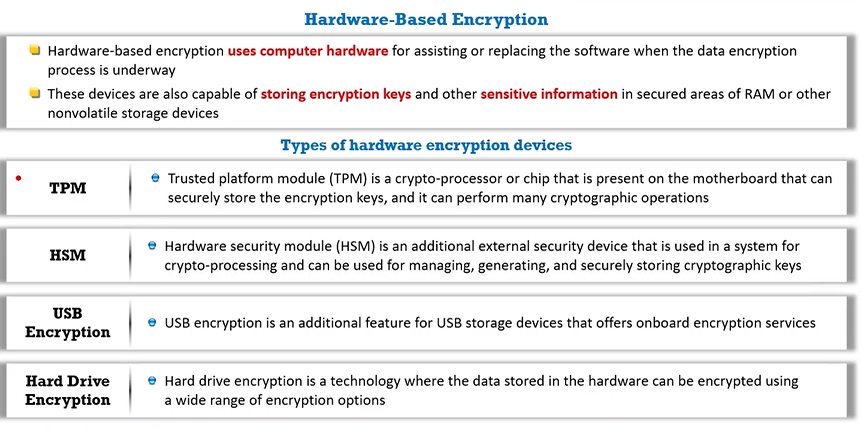 Hardware-Based Encryption
Hardware-based encryption uses computer hardware for assisting or replacing the software when the data encryption
process is underway
These devices are also capable of storing encryption keys and other sensitive information in secured areas of RAM or other
nonvolatile storage devices
Types of hardware encryption devices
TPM
Trusted platform module (TPM) is a crypto-processor or chip that is present on the motherboard that can
securely store the encryption keys, and it can perform many cryptographic operations
HSM
Hardware security module (HSM) is an additional external security device that is used in a system for
crypto-processing and can be used for managing, generating, and securely storing cryptographic keys
USB
Encryption
USB encryption is an additional feature for USB storage devices that offers onboard encryption services
Hard Drive
Encryption
Hard drive encryption is a technology where the data stored in the hardware can be encrypted using
a wide range of encryption options